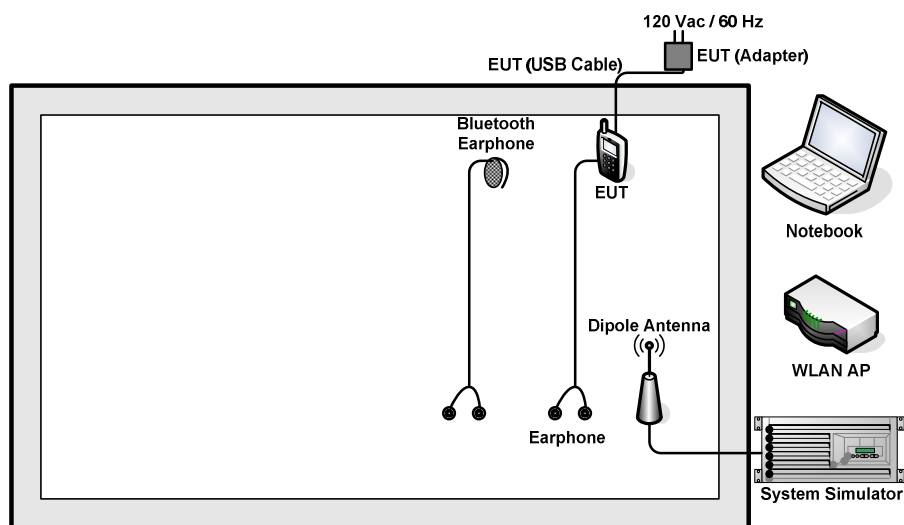 120 Vac / 60 Hz
EUT (USB Cable)
EUT (Adapter)
Bluetooth
Earphone
EUT
Notebook
Dipole Antenna
WLAN AP
Earphone
System Simulator